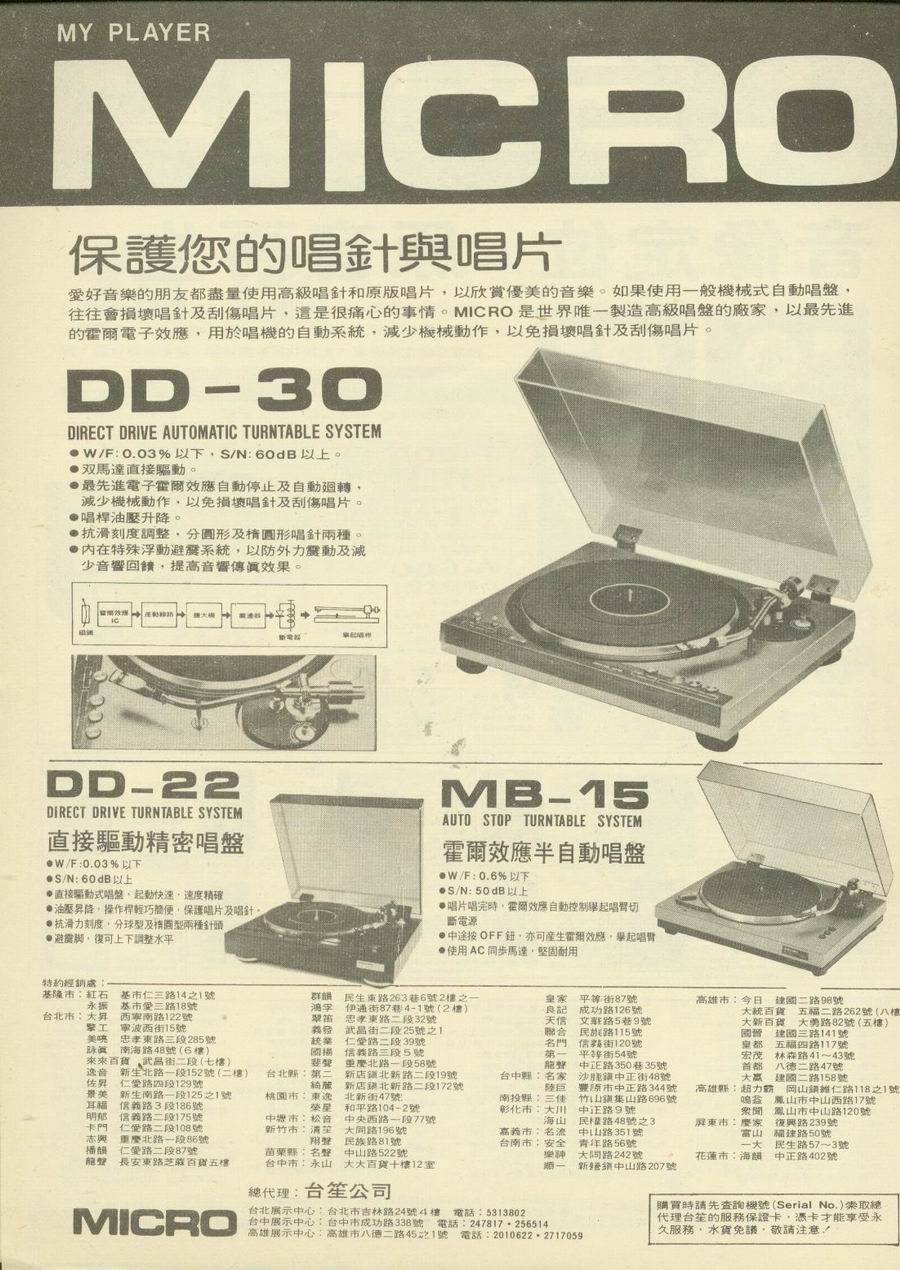 MY PLAYER
MICRO
保護您的唱針與唱片
愛好音樂的朋友都盡量使用高級唱針和原版唱片，以欣賞優美的音樂。如果使用一般機械式自動唱盤，
往往會損壞唱針及刮傷唱片，這是很痛心的事情。MICRO 是世界唯一製造高級唱盤的廠家，以最先進
的霍爾電子效應，用於唱機的自動系統，減少機械動作，以免損壞唱針及刮傷唱片。
DD-30
DIRECT DRIVE AUTOMATIC TURNTABLE SYSTEM
●W/F: 0.03% 以下，S/N: 60dB 以上。
●双馬達直接驅動。
●最先進電子霍爾效應自動停止及自動廻轉，
減少機械動作，以免損壞唱針及刮傷唱片。
●唱桿油壓升降。
●抗滑刻度調整，分圓形及橢圓形唱針兩種。
●內在特殊浮動避震系統，以防外力震動及減
少音響回饋，提高音響傳眞效果。
霍爾效應
IC
差動線路
擴大機
磁鐵
斷電器
舉起唱桿
DD-22
DIRECT DRIVE TURNTABLE SYSTEM
直接驅動精密唱盤
●W/F:0.03%以下
●S/N: 60dB以上
●直接驅動式唱盤，起動快速，速度精確
●油壓昇降，操作桿輕巧簡便，保護唱片及唱針。
●抗滑力刻度，分球型及楕圓型兩種針頭
●避震脚，復可上下調整水平
MB-15
AUTO STOP TURNTABLE SYSTEM
霍爾效應半自動唱盤
●W/F: 0.6%以下
●S/N: 50dB以上
●唱片唱完時，霍爾效應自動控制舉起唱臂切
斷電源
●中途按OFF鈕，亦可產生霍爾效應，舉起唱臂
●使用AC同步馬達，堅固耐用
特約經銷處：
基隆市：紅石 基市仁三路14之1號
永振 基市愛三路18號
台北市：大昇 西寧南路122號
擎工 寧波西街15號
美曉 忠孝東路三段285號
詠眞 南海路48號（6樓）
來來百貨 武昌街二段（七樓）
逸音 新生北路一段152號（二樓）
佐昇 仁愛路四段129號
景美 新生南路一段125之1號
耳福 信義路3段186號
明郁 信義路二段175號
卡門 仁愛路二段108號
志興 重慶北路一段86號
播韻 仁愛路二段87號
龍聲 長安東路芝蔴百貨五樓
群韻 民生東路263巷6號2樓之一
鴻孚 伊通街87巷4-1號（2樓）
翠笛 忠孝東路二段32號
義發 武昌街二段25號之1
統業 仁愛路二段39號
國揚 信義路三段5號
斐聲 重慶北路一段58號
台北縣：第二 新店鎭北新路二段19號
綺麗 新店鎭北新路二段172號
桃園市：東逸 北新街47號
榮星 和平路104-2號
中壢市：松音 中央西路一段77號
新竹市：清笙 大同路196號
翔聲 民族路81號
苗栗縣：名聲 中山路522號
台中市：永山 大大百貨十樓12室
皇家 平等街87號
良記 成功路126號
天信 文龍路5巷9號
聯合 民族路115號
名門 信義街120號
第一 平等街54號
龍聲 中正路350巷35號
台中縣：名家 沙鹿鎭中正街48號
陸臣 豐原市中正路344號
南投縣：三佳 竹山鎭集山路696號
彰化市：大川 中正路9號
海山 民權路48號之3
嘉義市：名流 中山路351號
台南市：安全 青年路56號
樂神 大同路242號
順一 新營鎭中山路207號
高雄市：今日 建國二路98號
大統百貨 五福二路262號（八樓
大新百貨 大勇路82號（五樓）
國晉 建國三路141號
皇都 五福四路117號
宏茂 林森路41～43號
首都 八德二路47號
大嬴 建國二路158號
高雄縣：超力霸 岡山鎭維仁路118之1號
鳴益 鳳山市中山西路17號
衆聞 鳳山市中山路120號
屏東市：慶家 復興路239號
富山 福建路50號
一大 民生路57～3號
花蓮市：海韻 中正路402號
MICRO
總代理：台笙公司
台北展示中心：台北市吉林路24號4樓 電話：5313802
台中展示中心：台中市成功路338號 電話：247817・256514
高雄展示中心：高雄市八德二路45之1號 電話：2010622・2717059
購買時請先查詢機號（Serial No.）索取總
代理台笙的服務保證卡，憑卡才能享受永
久服務，水貨免議，敬請注意！